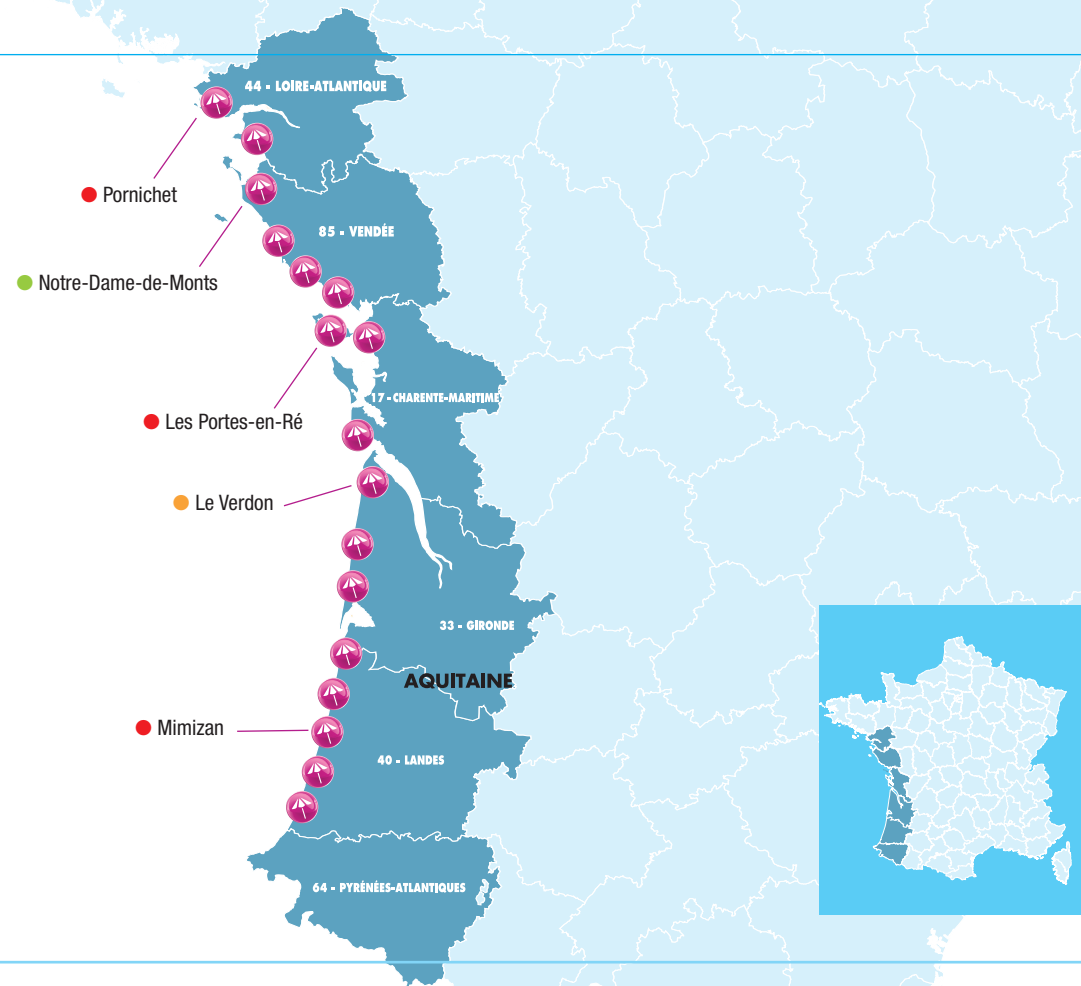 44 - LOIRE-ATLANTIQUE
Pornichet
85 - VENDÉE
Notre-Dame-de-Monts
17 - CHARENTE-MARITIME
Les Portes-en-Ré
Le Verdon
33 - GIRONDE
AQUITAINE
Mimizan
40 - LANDES
64 - PYRÉNÉES-ATLANTIQUES